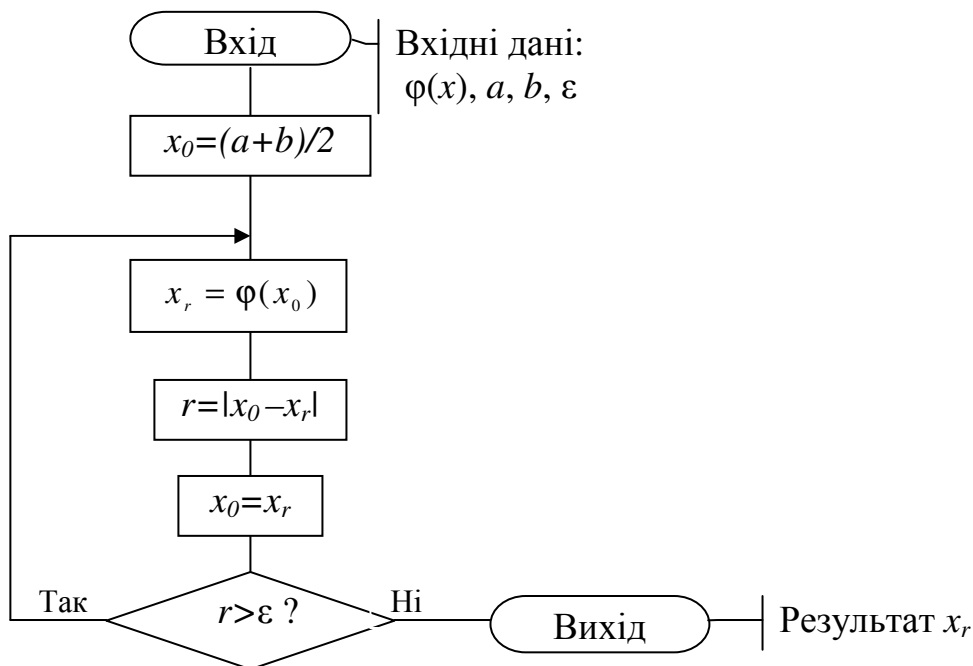 Вхід
Вхідні дані:
φ(x), a, b, ε
x₀=(a+b)/2
xᵣ = φ(x₀)
r=|x₀–xᵣ|
x₀=xᵣ
Так
r>ε ?
Ні
Вихід
Результат xᵣ